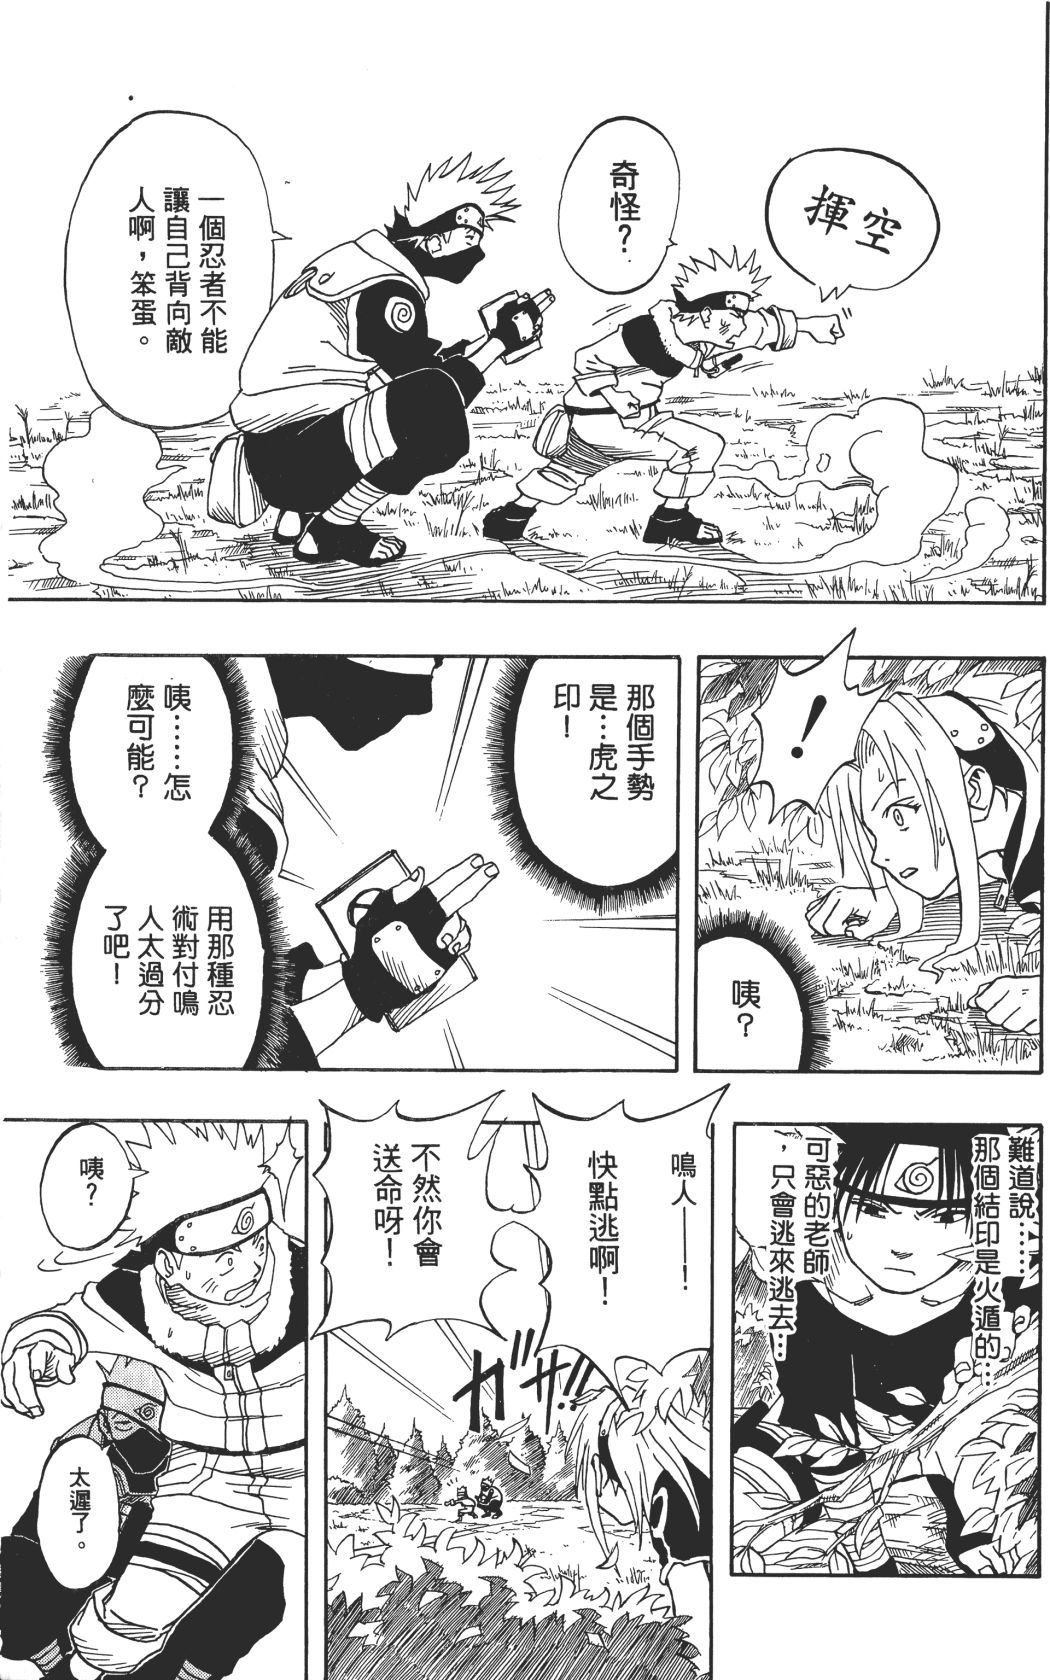 揮空
奇怪？
一個忍者不能
讓自己背向敵
人啊，笨蛋。
！
咦？
那個手勢
是…虎之
印！
咦……怎
麼可能？
用那種忍
術對付鳴
人太過分
了吧！
難道說……
那個結印是火遁的…
可惡的老師
，只會逃來逃去…
鳴人——！
快點逃啊！
不然你會
送命呀！
ガサッ!!
咦？
太遲了。